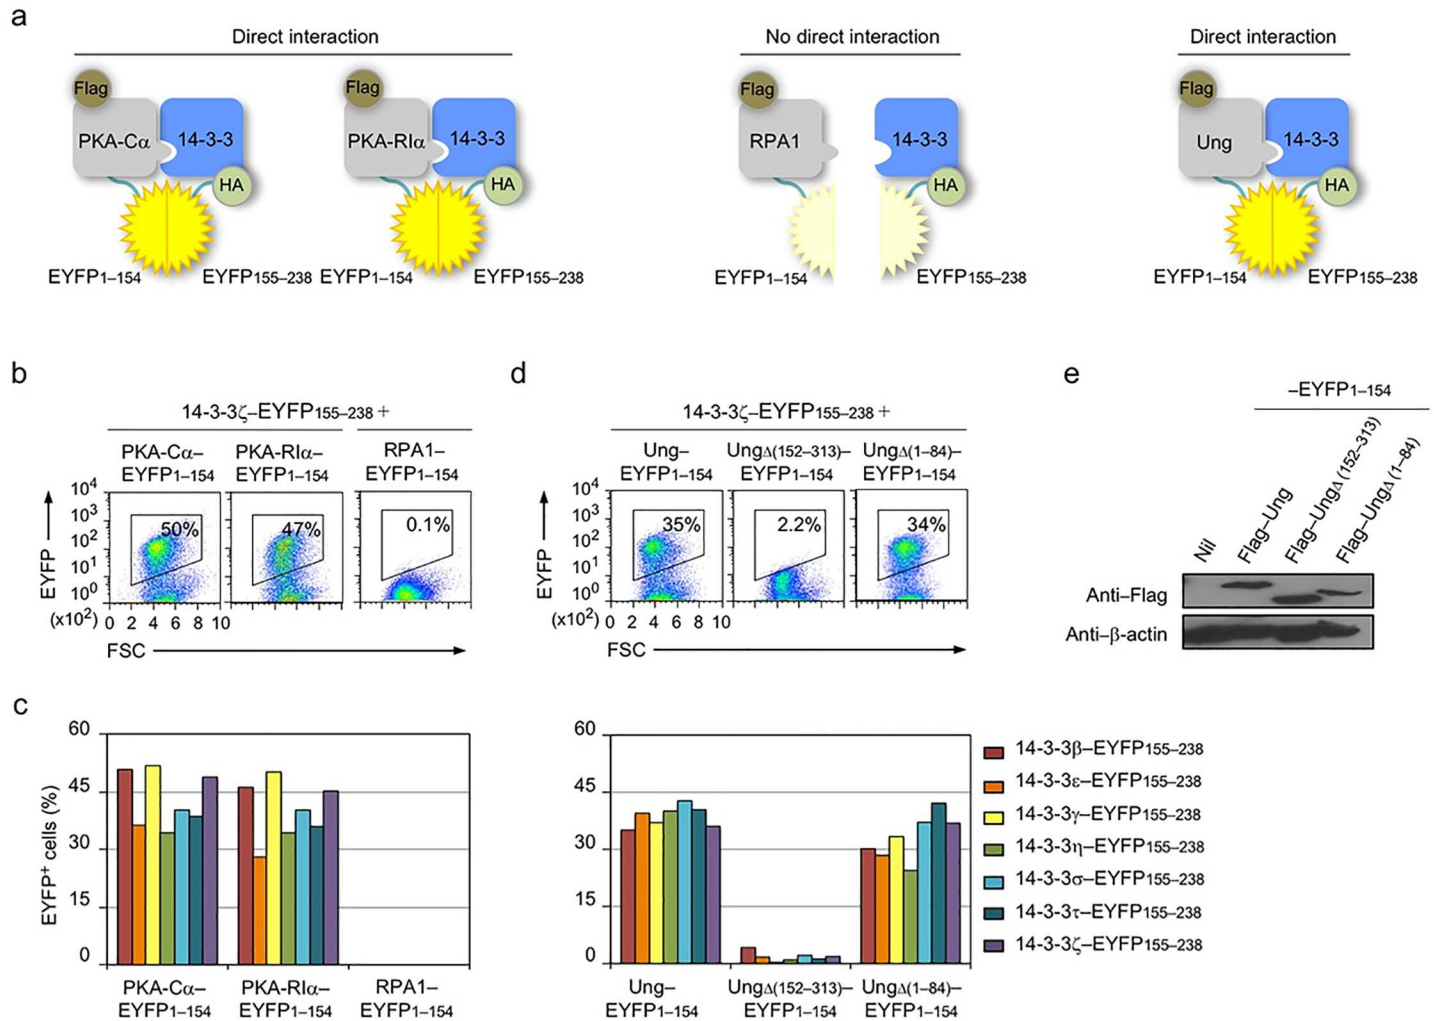 a
Direct interaction
No direct interaction
Direct interaction
Flag
PKA-Cα
14-3-3
HA
EYFP1–154
EYFP155–238
Flag
PKA-RIα
14-3-3
HA
EYFP1–154
EYFP155–238
Flag
RPA1
14-3-3
HA
EYFP1–154
EYFP155–238
Flag
Ung
14-3-3
HA
EYFP1–154
EYFP155–238
b
14-3-3ζ–EYFP155–238 +
PKA-Cα–
EYFP1–154
PKA-RIα–
EYFP1–154
RPA1–
EYFP1–154
EYFP
10⁴
10³
10²
10¹
10⁰
50%
47%
0.1%
(x10²)
0 2 4 6 8 10
FSC
d
14-3-3ζ–EYFP155–238 +
Ung–
EYFP1–154
UngΔ(152–313)–
EYFP1–154
UngΔ(1–84)–
EYFP1–154
EYFP
10⁴
10³
10²
10¹
10⁰
35%
2.2%
34%
(x10²)
0 2 4 6 8 10
FSC
e
–EYFP1–154
Nil
Flag–Ung
Flag–UngΔ(152–313)
Flag–UngΔ(1–84)
Anti–Flag
Anti–β-actin
c
EYFP⁺ cells (%)
60
45
30
15
0
PKA-Cα–
EYFP1–154
PKA-RIα–
EYFP1–154
RPA1–
EYFP1–154
60
45
30
15
0
Ung–
EYFP1–154
UngΔ(152–313)–
EYFP1–154
UngΔ(1–84)–
EYFP1–154
14-3-3β–EYFP155–238
14-3-3ε–EYFP155–238
14-3-3γ–EYFP155–238
14-3-3η–EYFP155–238
14-3-3σ–EYFP155–238
14-3-3τ–EYFP155–238
14-3-3ζ–EYFP155–238